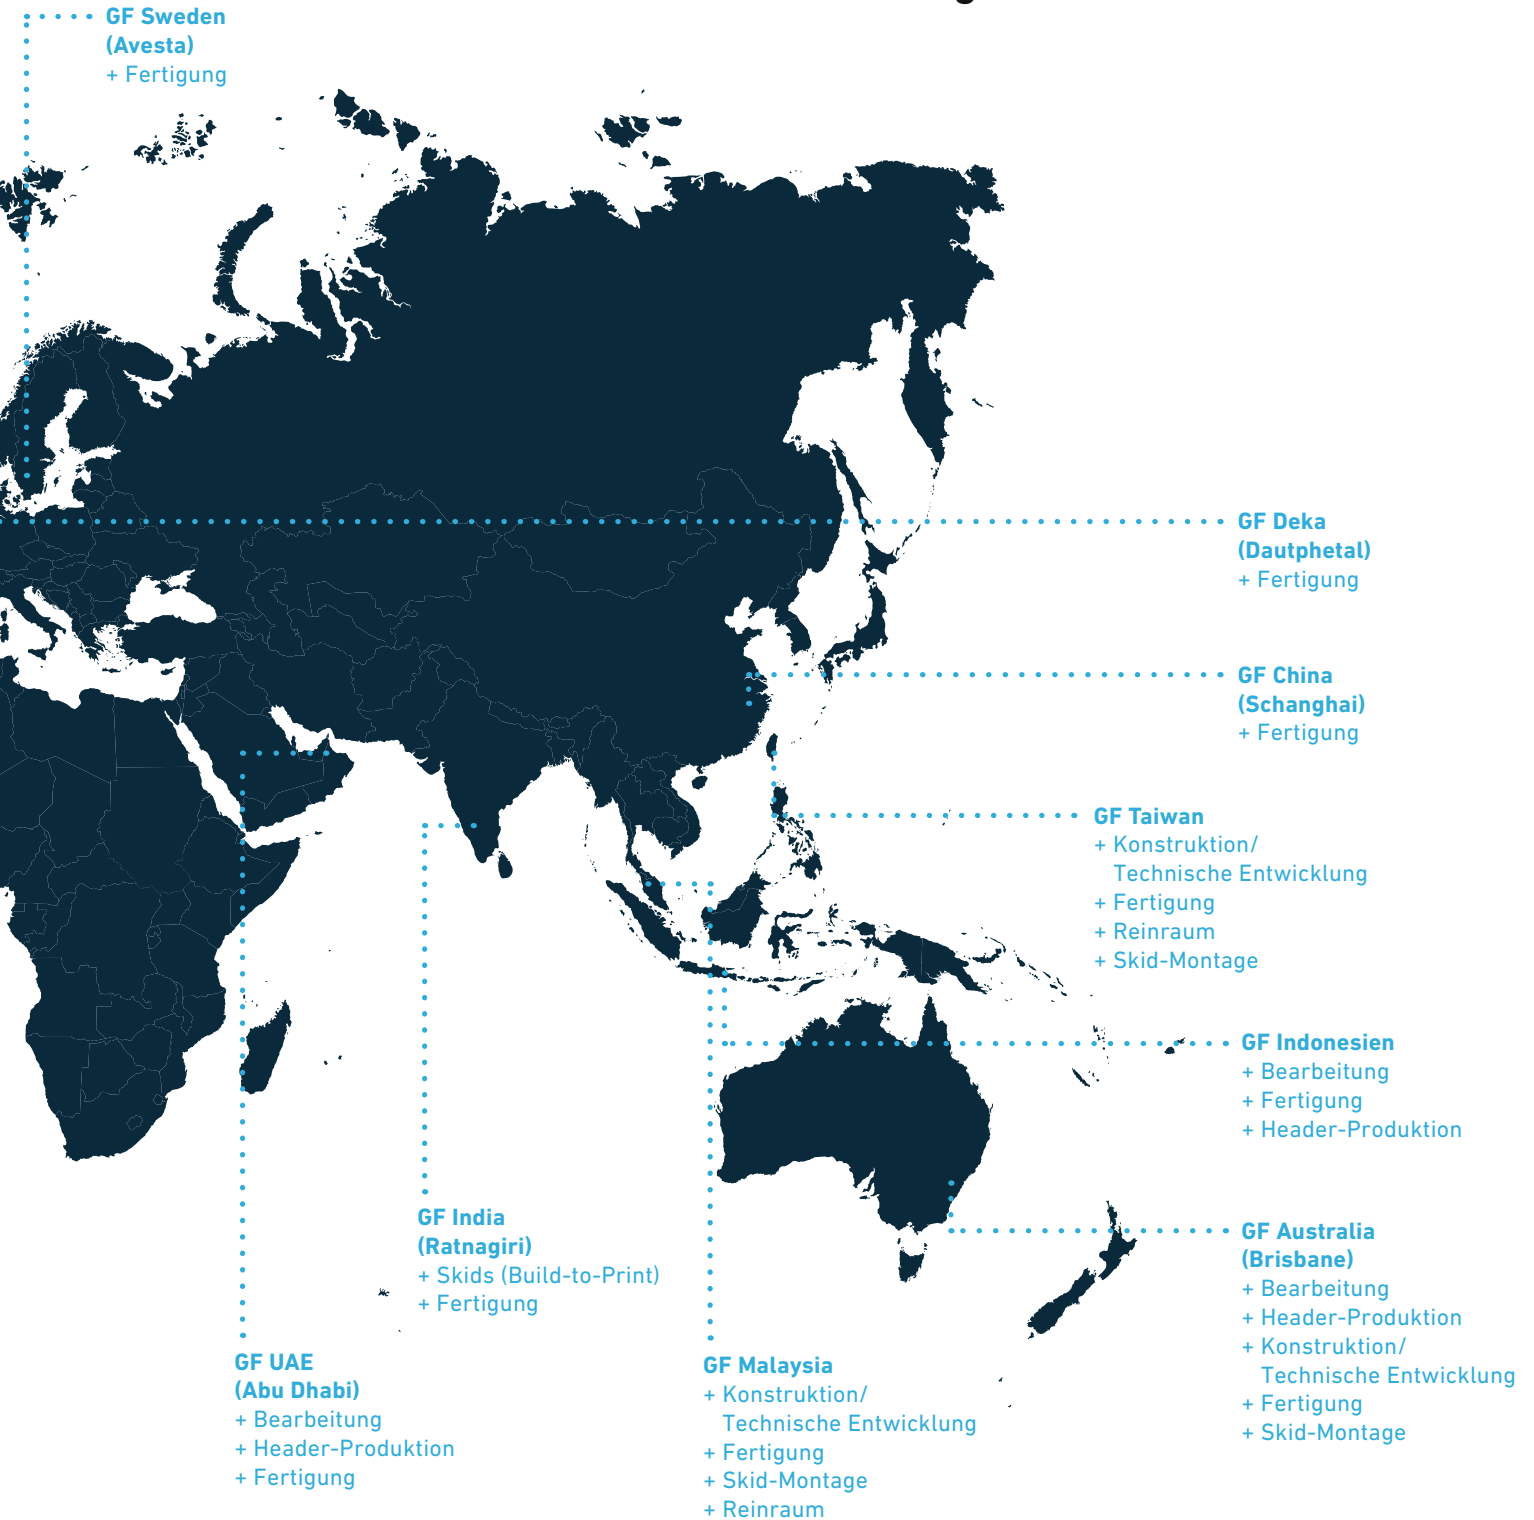 GF Sweden
(Avesta)
+ Fertigung
GF Deka
(Dautphetal)
+ Fertigung
GF China
(Schanghai)
+ Fertigung
GF Taiwan
+ Konstruktion/
Technische Entwicklung
+ Fertigung
+ Reinraum
+ Skid-Montage
GF Indonesien
+ Bearbeitung
+ Fertigung
+ Header-Produktion
GF Australia
(Brisbane)
+ Bearbeitung
+ Header-Produktion
+ Konstruktion/
Technische Entwicklung
+ Fertigung
+ Skid-Montage
GF India
(Ratnagiri)
+ Skids (Build-to-Print)
+ Fertigung
GF UAE
(Abu Dhabi)
+ Bearbeitung
+ Header-Produktion
+ Fertigung
GF Malaysia
+ Konstruktion/
Technische Entwicklung
+ Fertigung
+ Skid-Montage
+ Reinraum